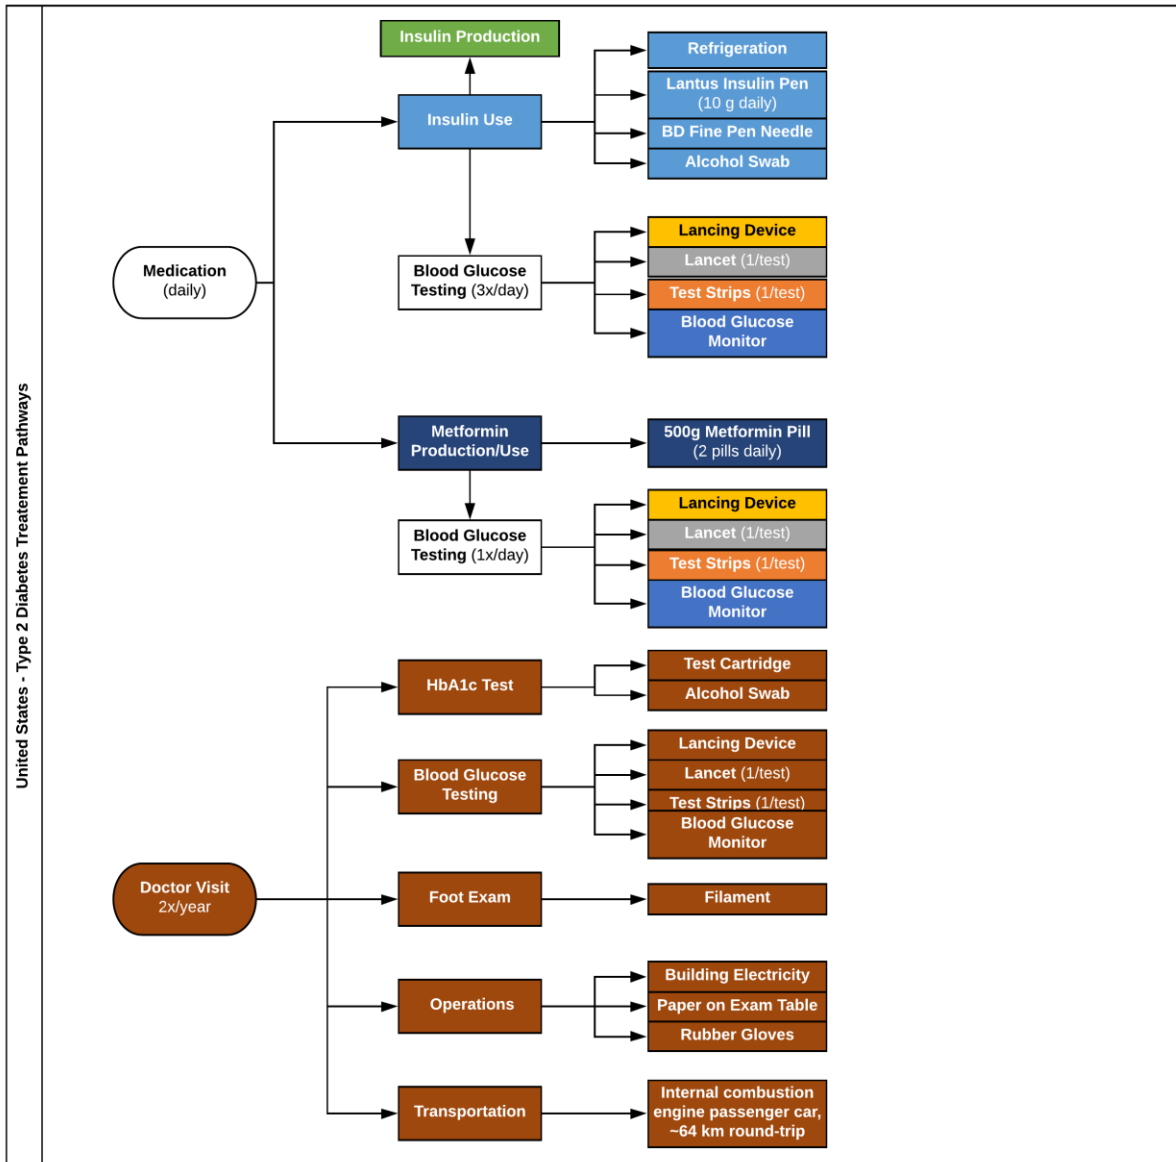 United States - Type 2 Diabetes Treatement Pathways
Insulin Production
Refrigeration
Lantus Insulin Pen
(10 g daily)
Insulin Use
BD Fine Pen Needle
Alcohol Swab
Medication
(daily)
Blood Glucose
Testing (3x/day)
Lancing Device
Lancet (1/test)
Test Strips (1/test)
Blood Glucose
Monitor
Metformin
Production/Use
500g Metformin Pill
(2 pills daily)
Blood Glucose
Testing (1x/day)
Lancing Device
Lancet (1/test)
Test Strips (1/test)
Blood Glucose
Monitor
HbA1c Test
Test Cartridge
Alcohol Swab
Blood Glucose
Testing
Lancing Device
Lancet (1/test)
Test Strips (1/test)
Blood Glucose
Monitor
Doctor Visit
2x/year
Foot Exam
Filament
Operations
Building Electricity
Paper on Exam Table
Rubber Gloves
Transportation
Internal combustion
engine passenger car,
~64 km round-trip